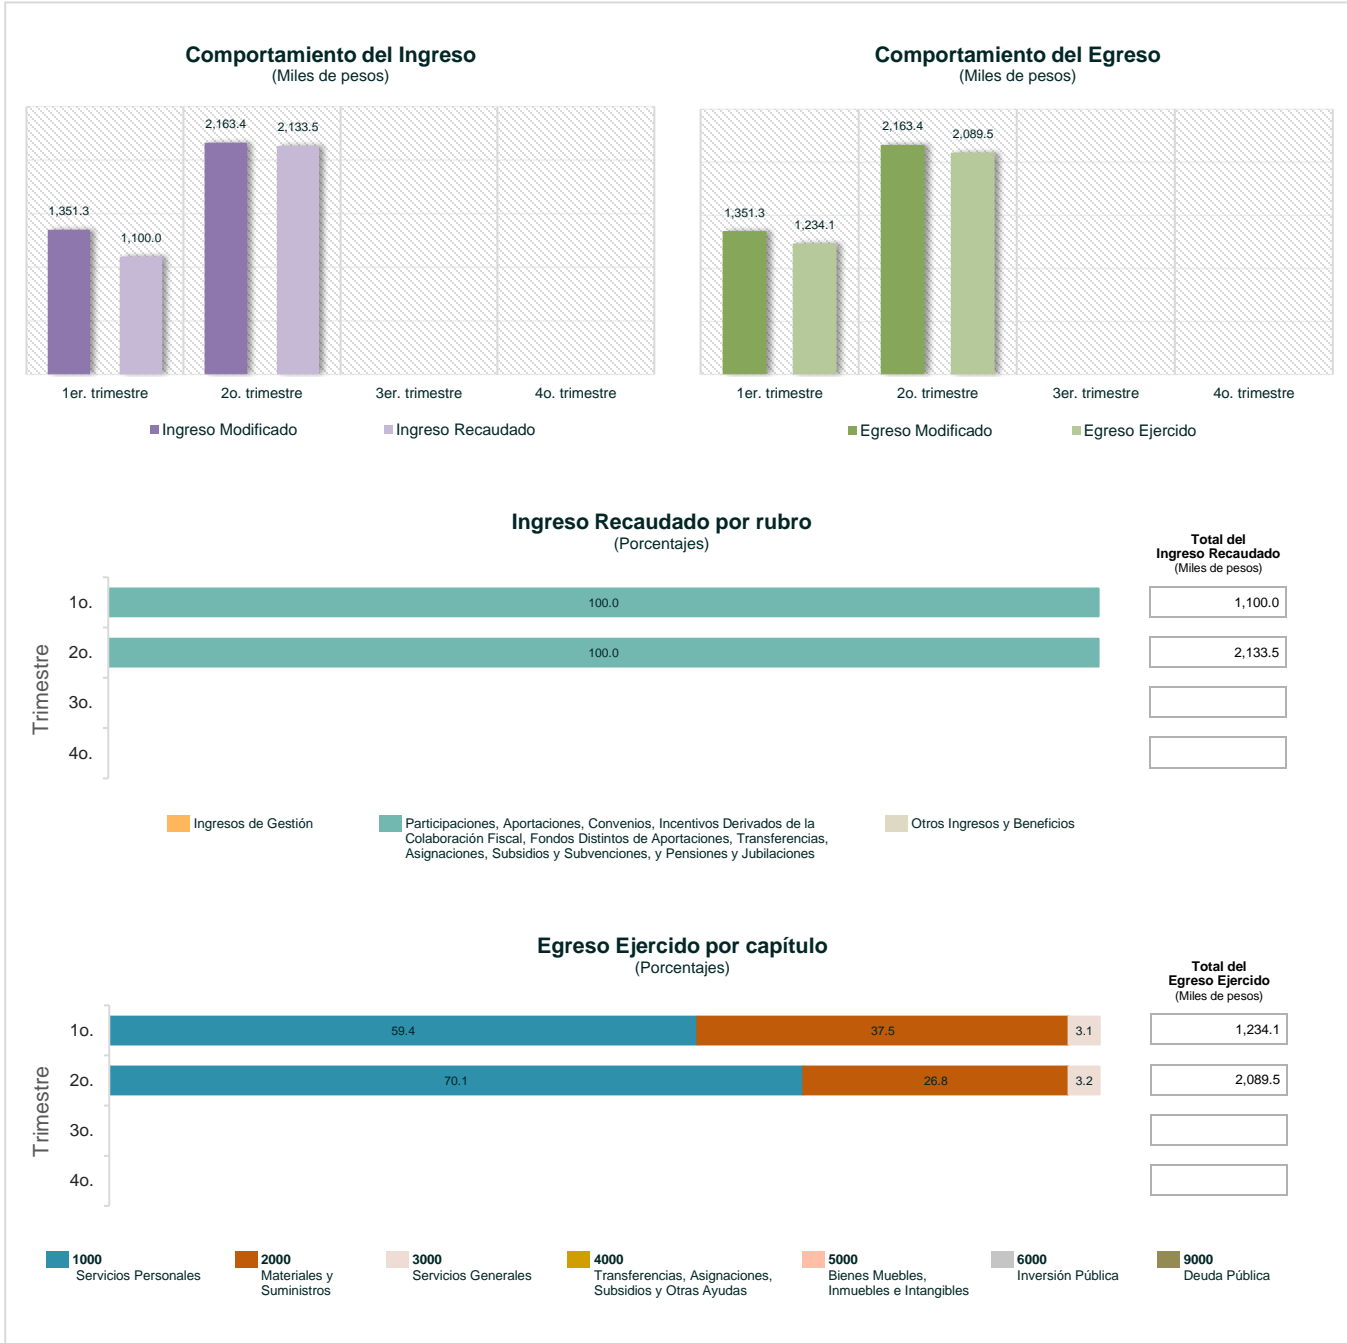 Comportamiento del Ingreso
(Miles de pesos)
2,163.4
2,133.5
1,351.3
1,100.0
1er. trimestre
2o. trimestre
3er. trimestre
4o. trimestre
Ingreso Modificado
Ingreso Recaudado
Comportamiento del Egreso
(Miles de pesos)
2,163.4
2,089.5
1,351.3
1,234.1
1er. trimestre
2o. trimestre
3er. trimestre
4o. trimestre
Egreso Modificado
Egreso Ejercido
Ingreso Recaudado por rubro
(Porcentajes)
Total del
Ingreso Recaudado
(Miles de pesos)
Trimestre
1o.
100.0
1,100.0
2o.
100.0
2,133.5
3o.
4o.
Ingresos de Gestión
Participaciones, Aportaciones, Convenios, Incentivos Derivados de la
Colaboración Fiscal, Fondos Distintos de Aportaciones, Transferencias,
Asignaciones, Subsidios y Subvenciones, y Pensiones y Jubilaciones
Otros Ingresos y Beneficios
Egreso Ejercido por capítulo
(Porcentajes)
Total del
Egreso Ejercido
(Miles de pesos)
Trimestre
1o.
59.4
37.5
3.1
1,234.1
2o.
70.1
26.8
3.2
2,089.5
3o.
4o.
1000
Servicios Personales
2000
Materiales y
Suministros
3000
Servicios Generales
4000
Transferencias, Asignaciones,
Subsidios y Otras Ayudas
5000
Bienes Muebles,
Inmuebles e Intangibles
6000
Inversión Pública
9000
Deuda Pública